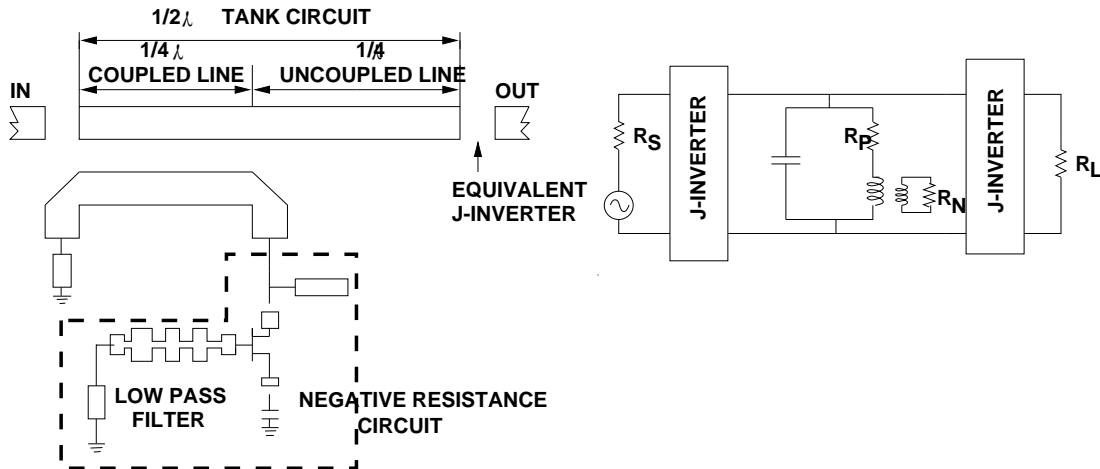 1/2λ TANK CIRCUIT
1/4λ 1/4λ
COUPLED LINE UNCOUPLED LINE
IN OUT
EQUIVALENT
J-INVERTER
LOW PASS
FILTER
NEGATIVE RESISTANCE
CIRCUIT
RS
J-INVERTER
RP
RN
J-INVERTER
RL